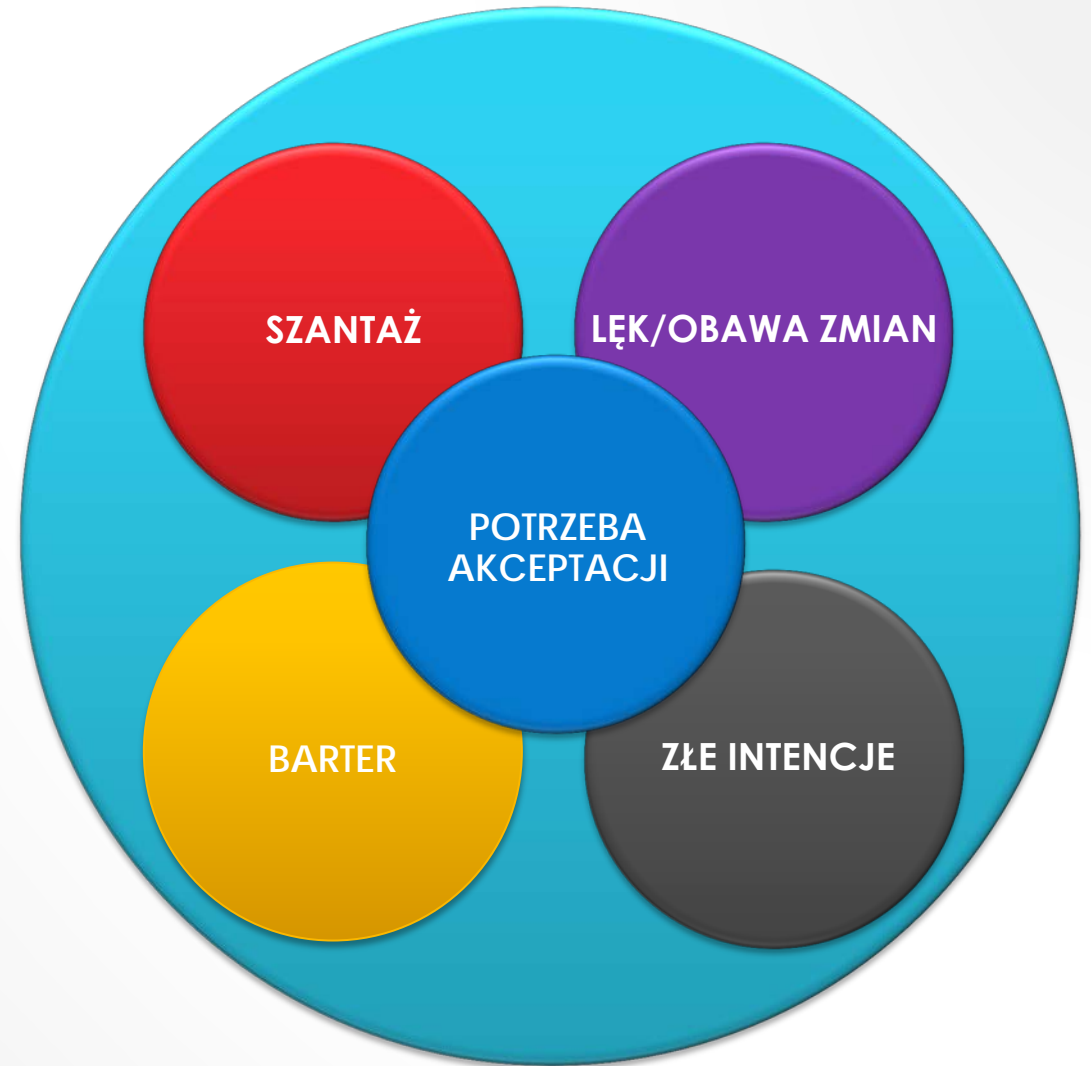 SZANTAŻ
LĘK/OBAWA ZMIAN
POTRZEBA
AKCEPTACJI
BARTER
ZŁE INTENCJE